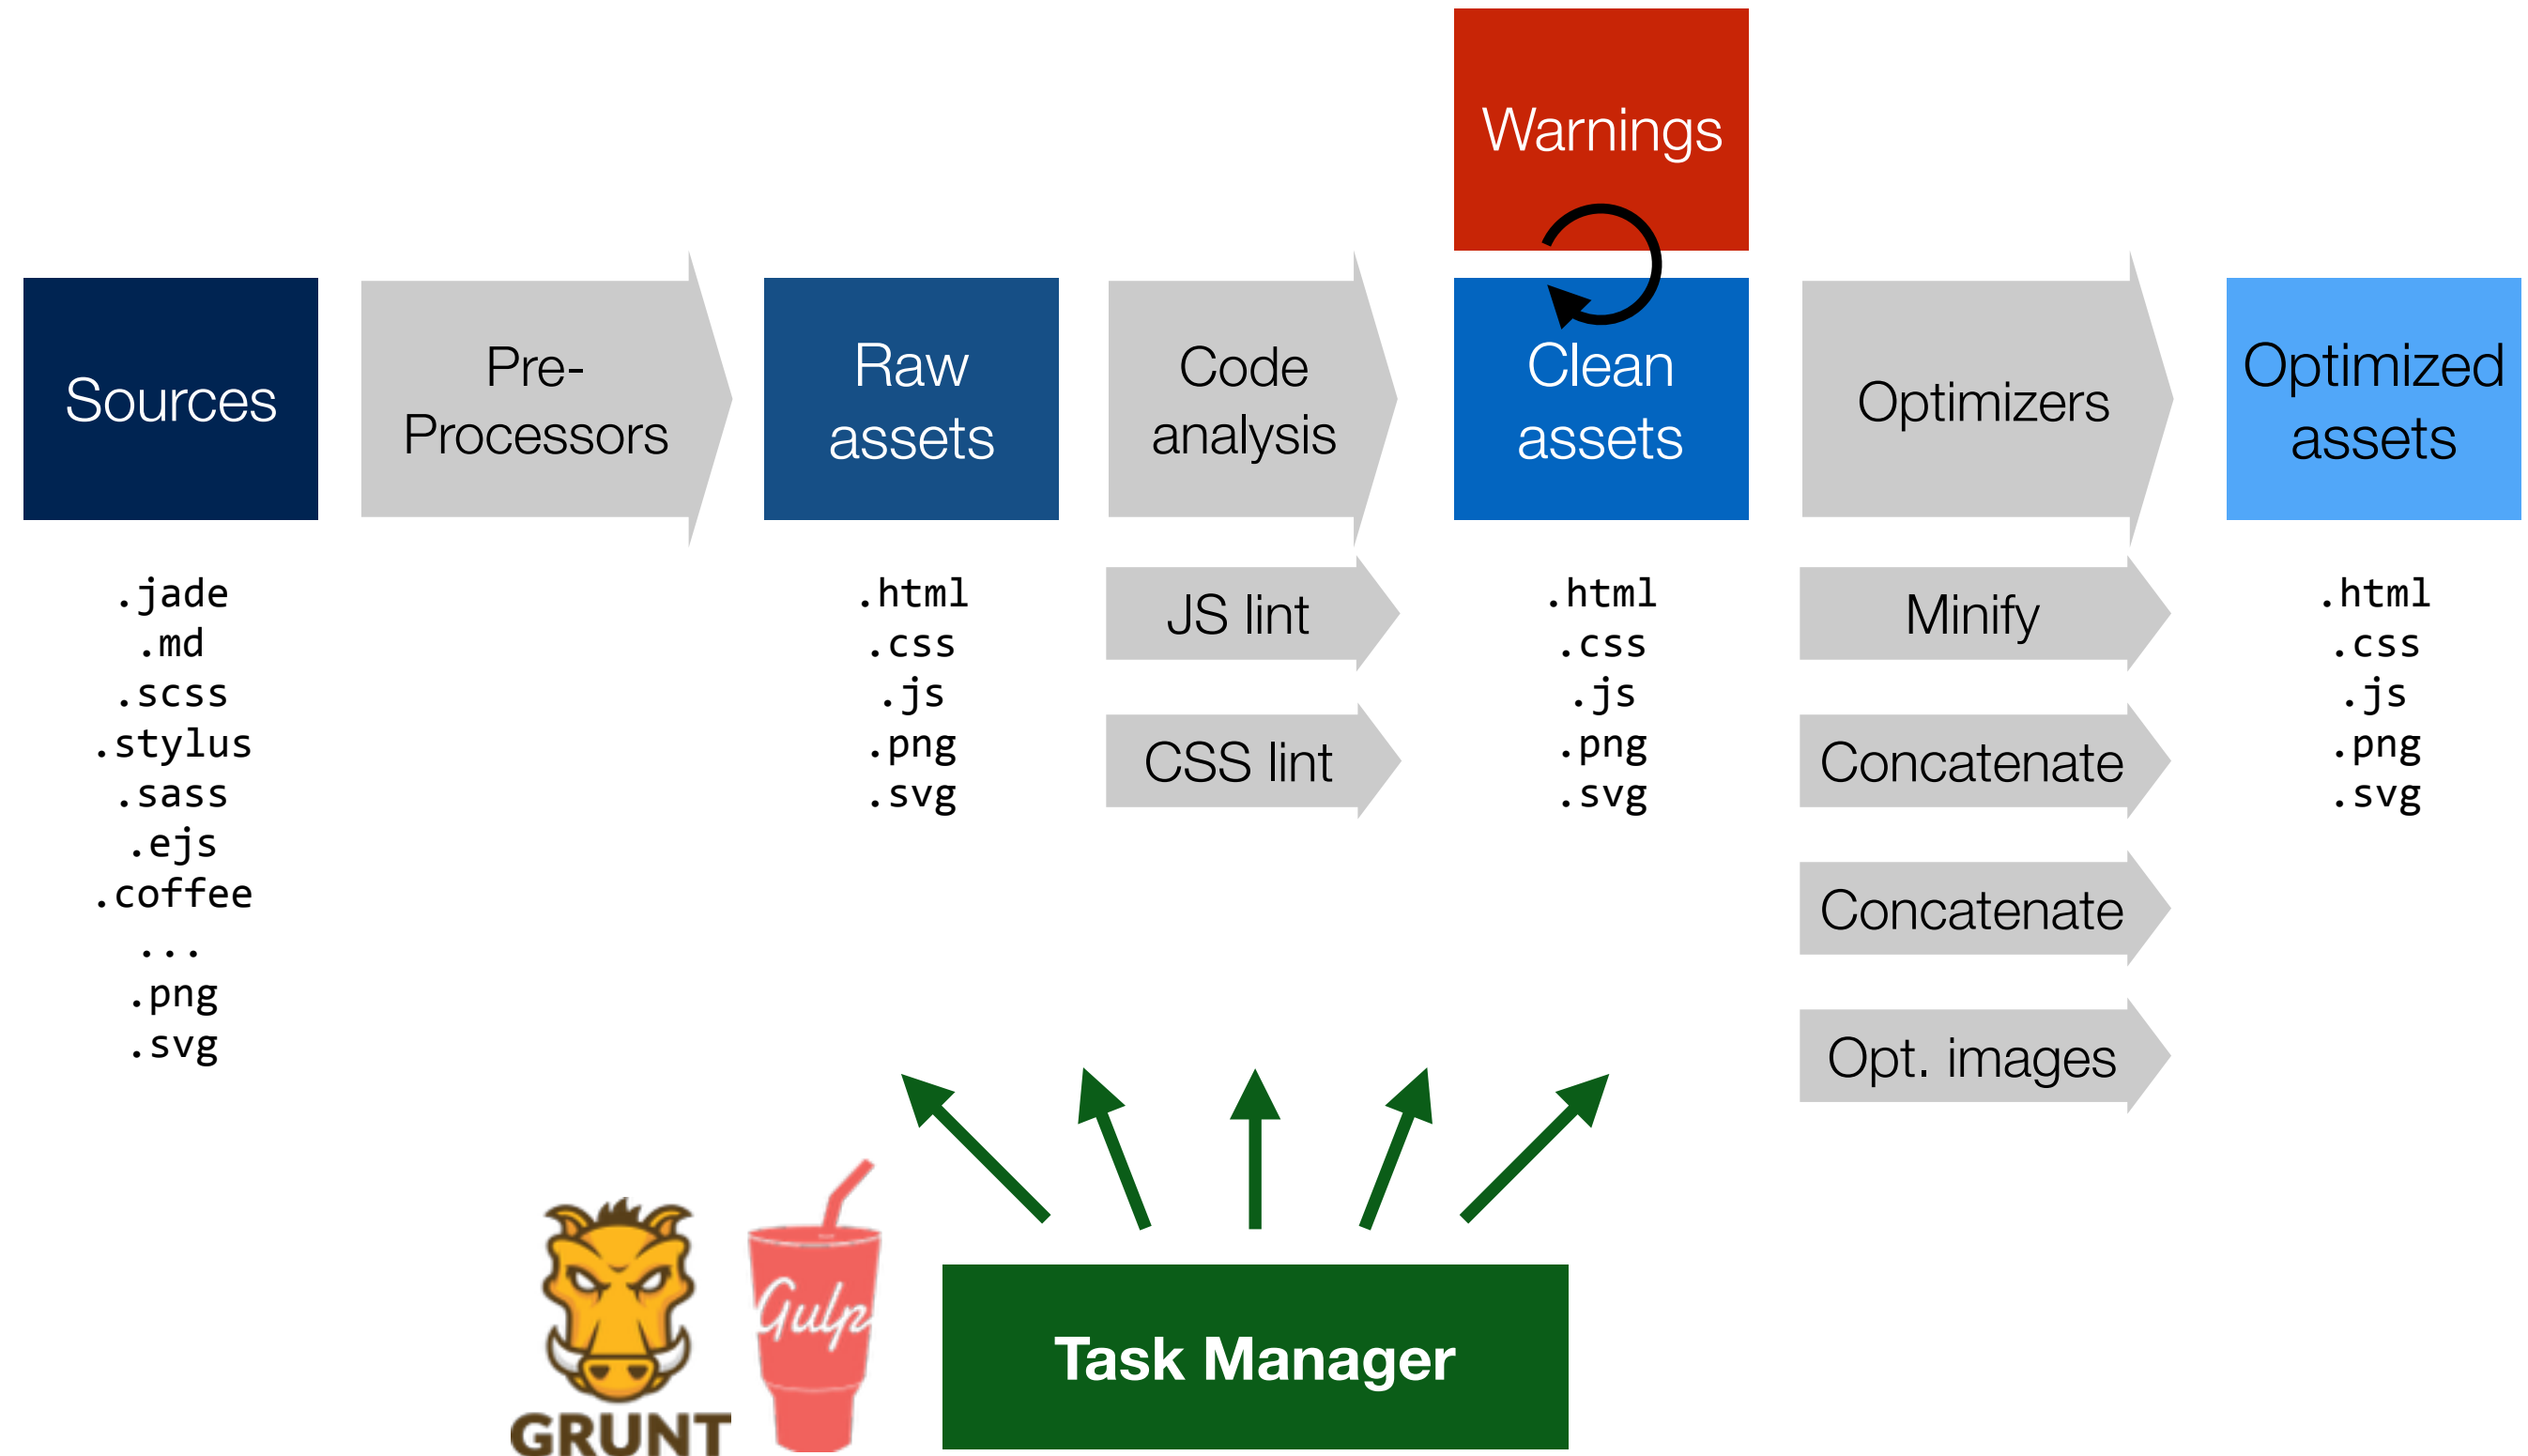 Warnings
Sources
Pre-
Processors
Raw
assets
Code
analysis
Clean
assets
Optimizers
Optimized
assets
.jade
.md
.scss
.stylus
.sass
.ejs
.coffee
...
.png
.svg
.html
.css
.js
.png
.svg
JS lint
CSS lint
.html
.css
.js
.png
.svg
Minify
Concatenate
Concatenate
Opt. images
.html
.css
.js
.png
.svg
GRUNT
Gulp
Task Manager